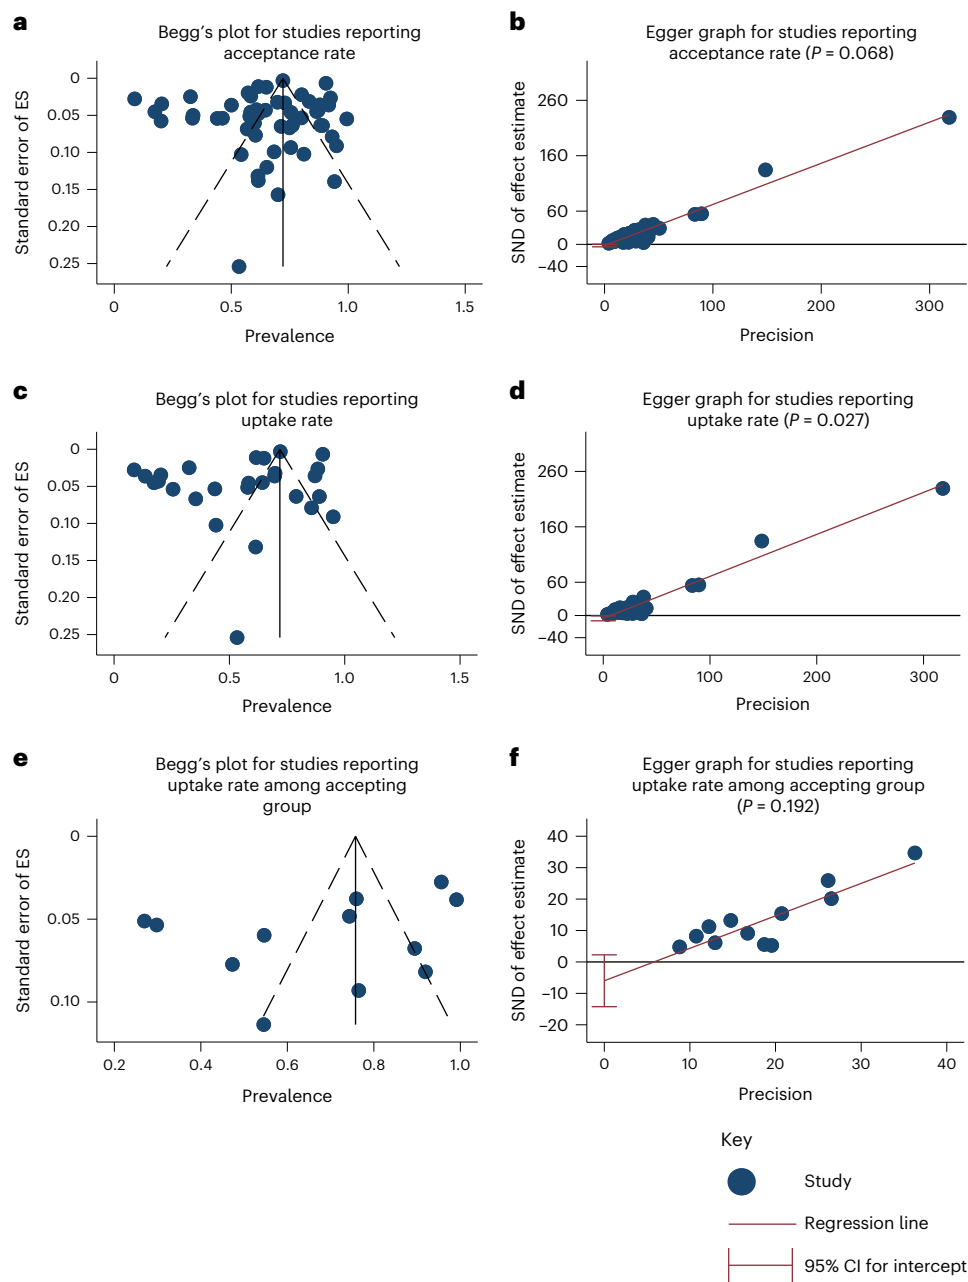 a
Begg's plot for studies reporting
acceptance rate
Standard error of ES
0
0.05
0.10
0.15
0.20
0.25
0
0.5
1.0
1.5
Prevalence
b
Egger graph for studies reporting
acceptance rate (P = 0.068)
SND of effect estimate
260
160
60
0
–40
0
100
200
300
Precision
c
Begg's plot for studies reporting
uptake rate
Standard error of ES
0
0.05
0.10
0.15
0.20
0.25
0
0.5
1.0
1.5
Prevalence
d
Egger graph for studies reporting
uptake rate (P = 0.027)
SND of effect estimate
260
160
60
0
–40
0
100
200
300
Precision
e
Begg's plot for studies reporting
uptake rate among accepting
group
Standard error of ES
0
0.05
0.10
0.2
0.4
0.6
0.8
1.0
Prevalence
f
Egger graph for studies reporting
uptake rate among accepting group
(P = 0.192)
SND of effect estimate
40
30
20
10
0
–10
–20
0
10
20
30
40
Precision
Key
Study
Regression line
95% CI for intercept